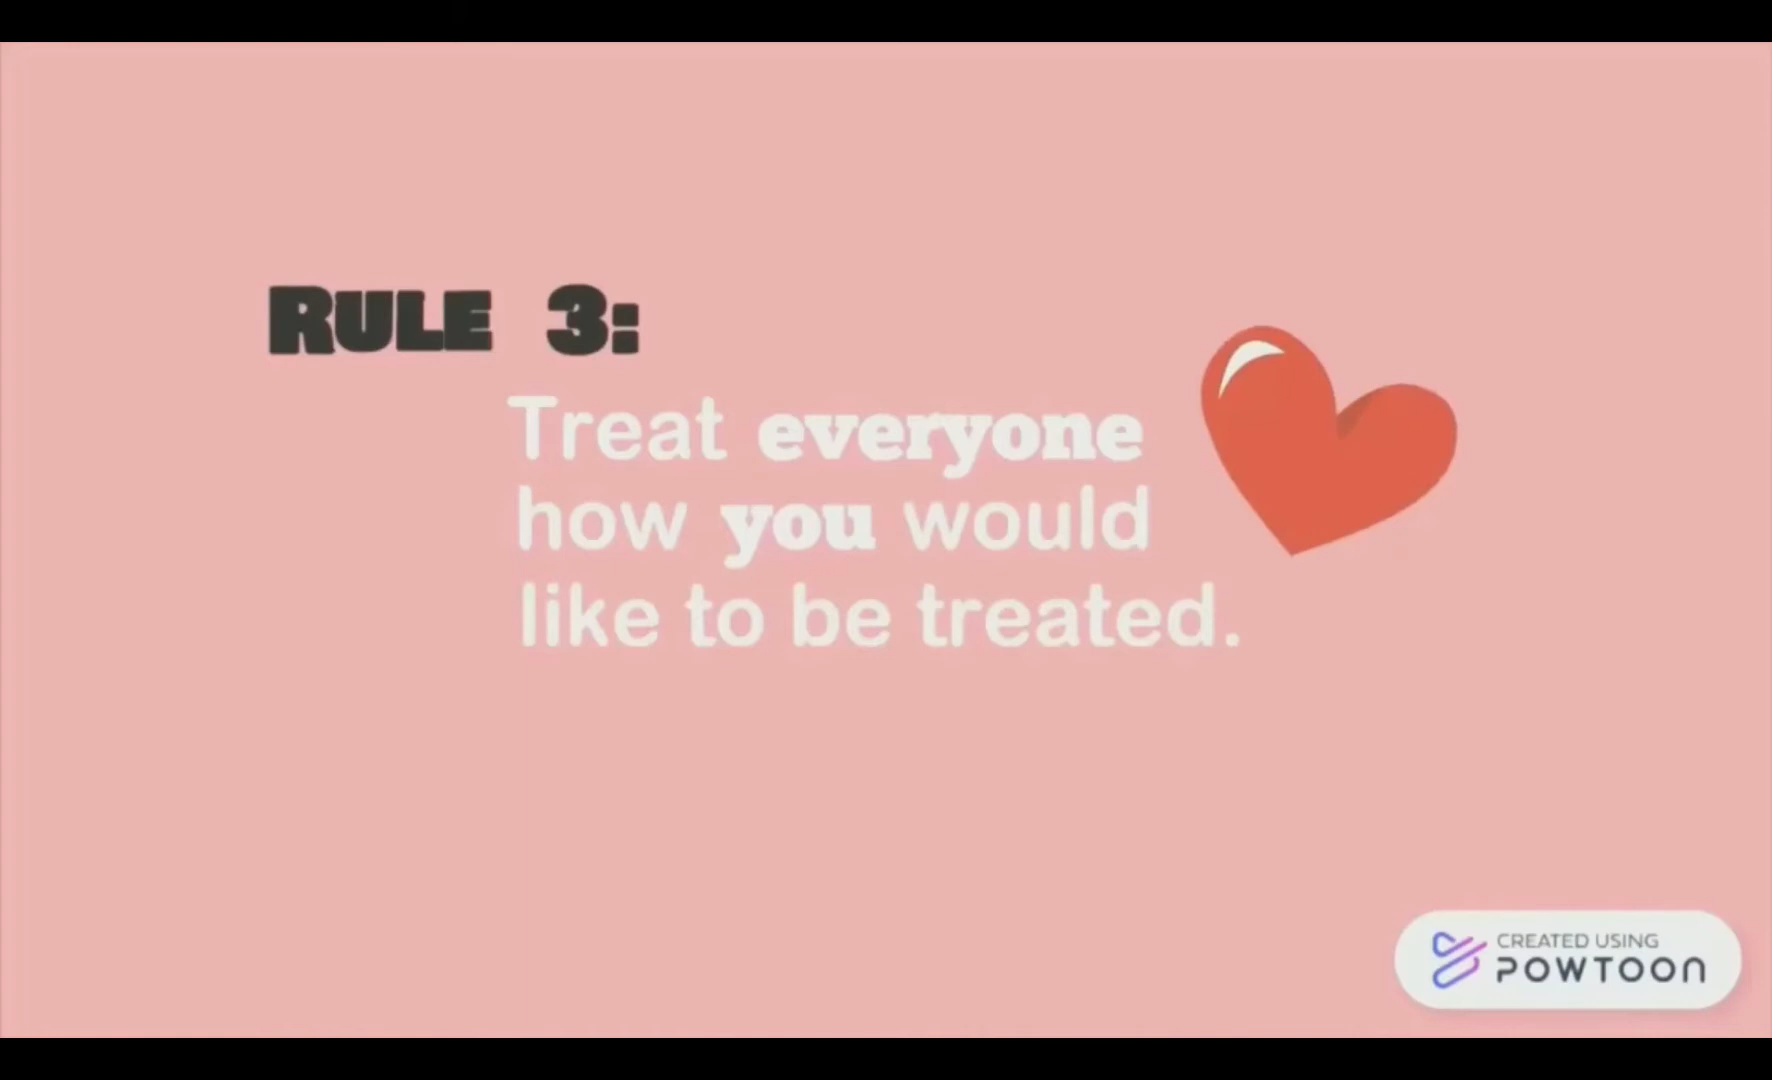 RULE 3:
Treat everyone
how you would
like to be treated.
CREATED USING
POWTOON